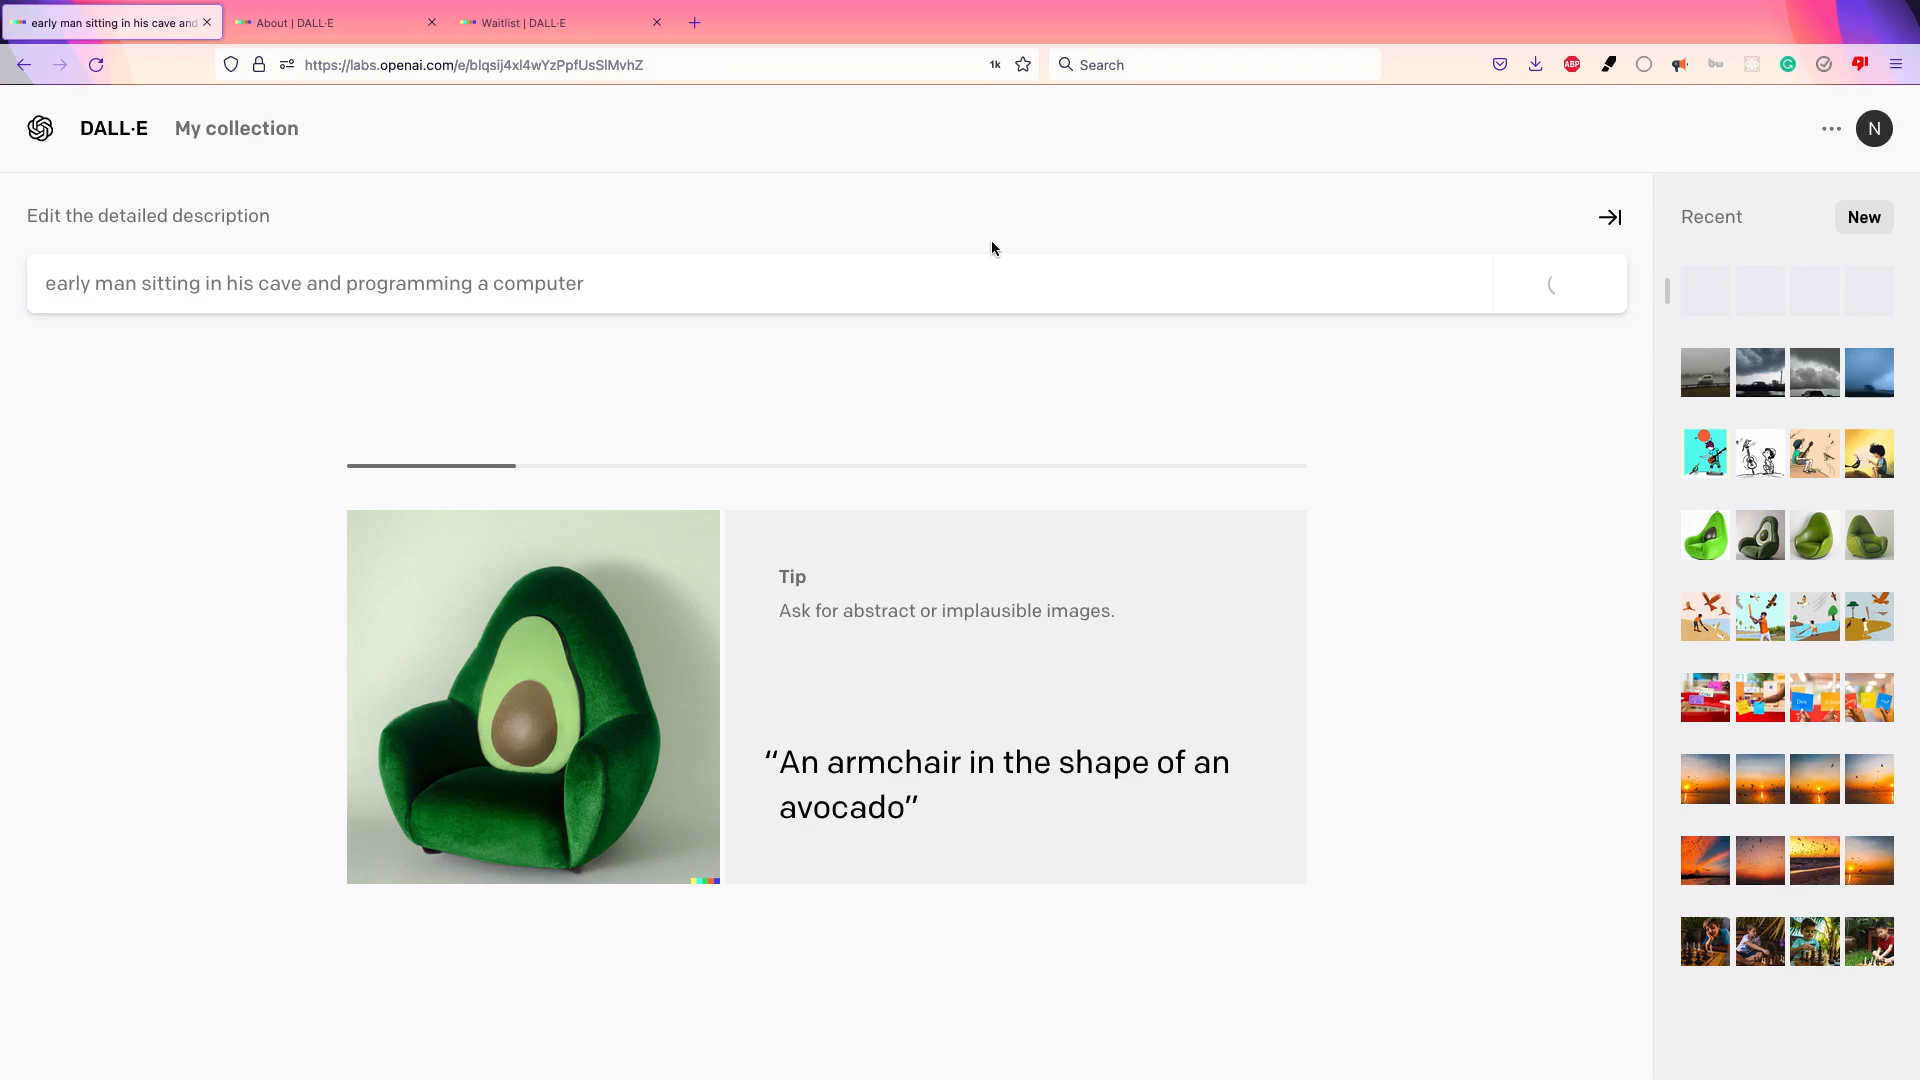 early man sitting in his cave and
About | DALL·E
Waitlist | DALL·E
https://labs.openai.com/e/blqsij4xl4wYzPpfUsSlMvhZ
1k
Search
ABP
bw
G
DALL·E
My collection
N
Edit the detailed description
Recent
New
early man sitting in his cave and programming a computer
Tip
Ask for abstract or implausible images.
“An armchair in the shape of an
avocado”